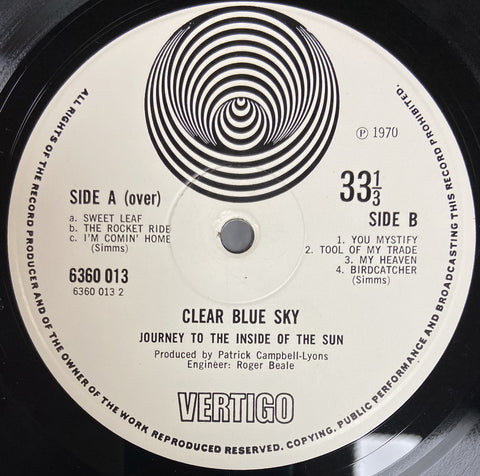 ALL RIGHTS OF THE RECORD PRODUCER AND OF THE OWNER OF THE WORK REPRODUCED RESERVED. COPYING, PUBLIC PERFORMANCE AND BROADCASTING THIS RECORD PROHIBITED.
℗ 1970
SIDE A (over)
a. SWEET LEAF
b. THE ROCKET RIDE
c. I'M COMIN' HOME
(Simms)
6360 013
6360 013 2
33 1/3
SIDE B
1. YOU MYSTIFY
2. TOOL OF MY TRADE
3. MY HEAVEN
4. BIRDCATCHER
(Simms)
CLEAR BLUE SKY
JOURNEY TO THE INSIDE OF THE SUN
Produced by Patrick Campbell-Lyons
Engineer: Roger Beale
VERTIGO